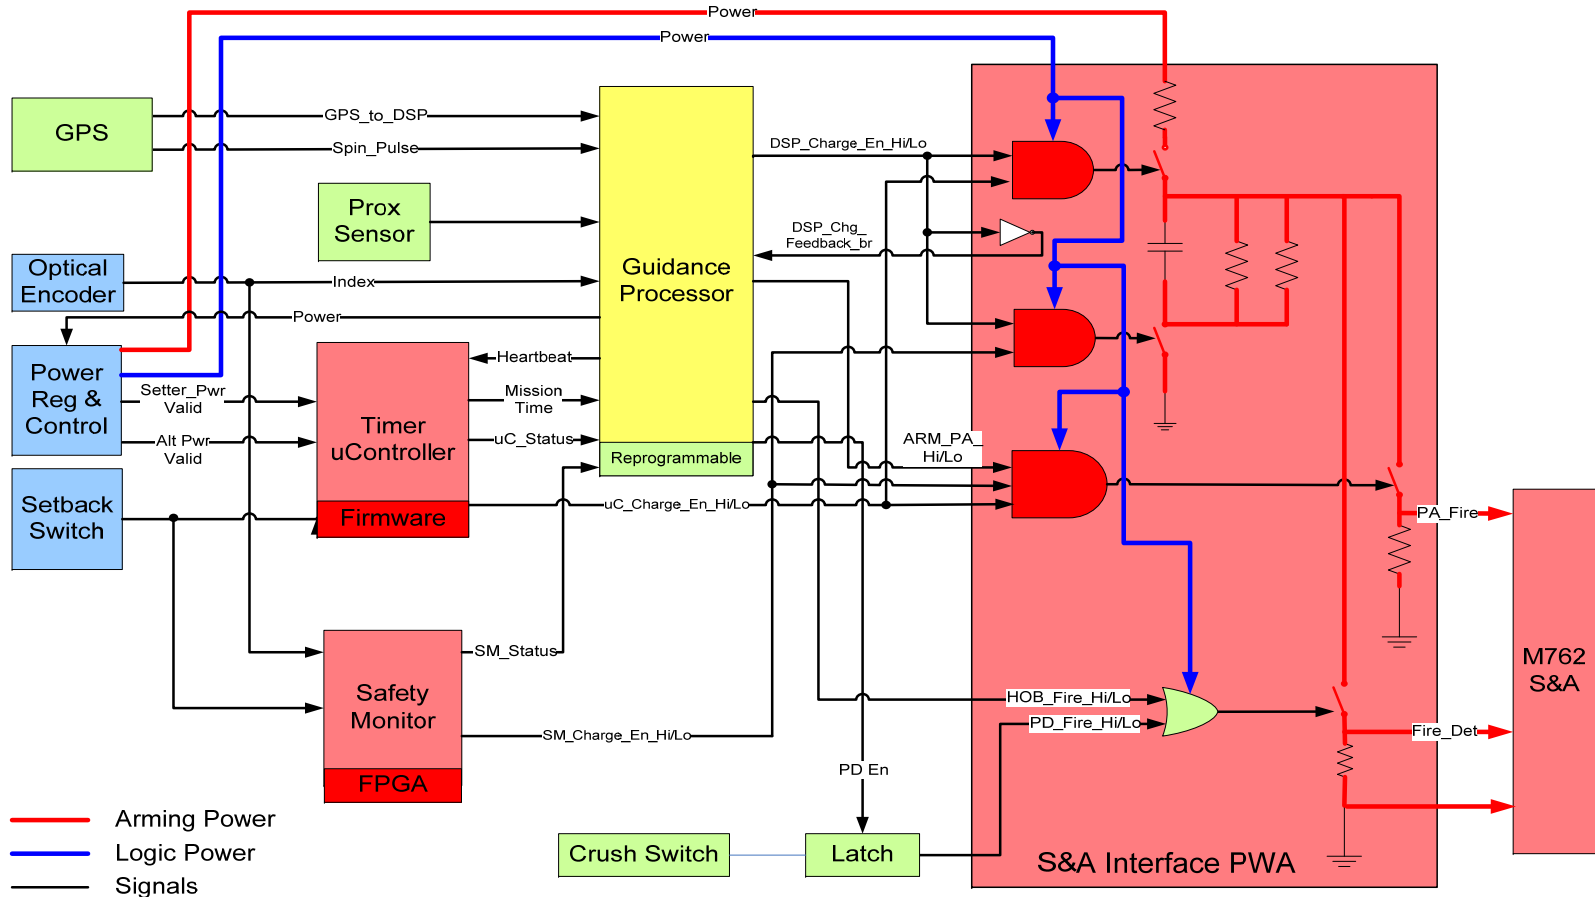 Power
Power
GPS
GPS_to_DSP
Spin_Pulse
DSP_Charge_En_Hi/Lo
Prox
Sensor
DSP_Chg_
Feedback_br
Optical
Encoder
Index
Guidance
Processor
Power
Power
Reg &
Control
Setter_Pwr
Valid
Alt Pwr
Valid
Heartbeat
Mission
Time
Timer
uController
uC_Status
Reprogrammable
ARM_PA_
Hi/Lo
Setback
Switch
Firmware
uC_Charge_En_Hi/Lo
PA_Fire
SM_Status
Safety
Monitor
M762
S&A
HOB_Fire_Hi/Lo
PD_Fire_Hi/Lo
SM_Charge_En_Hi/Lo
Fire_Det
FPGA
PD En
Arming Power
Logic Power
Signals
Crush Switch
Latch
S&A Interface PWA